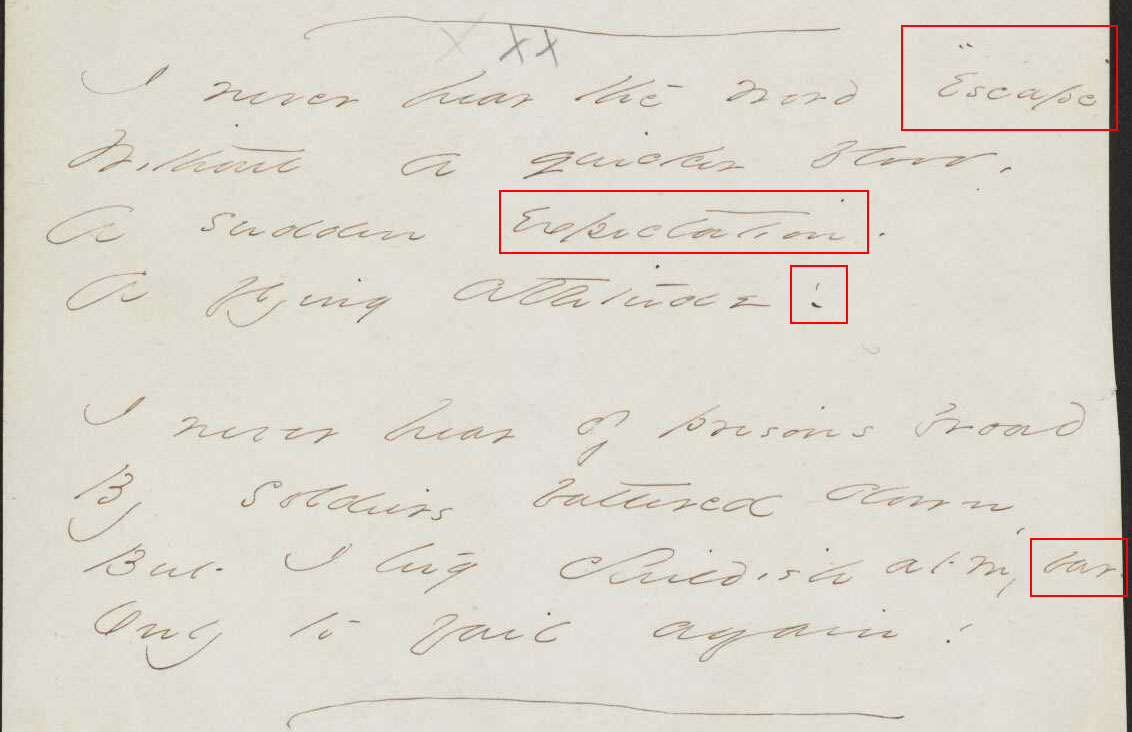 XX
I never hear the word "Escape"
Without a quicker blood,
A sudden Expectation.
A flying attitude!
I never hear of prisons broad
By soldiers battered down,
But I tug childish at my bars
Only to fail again!